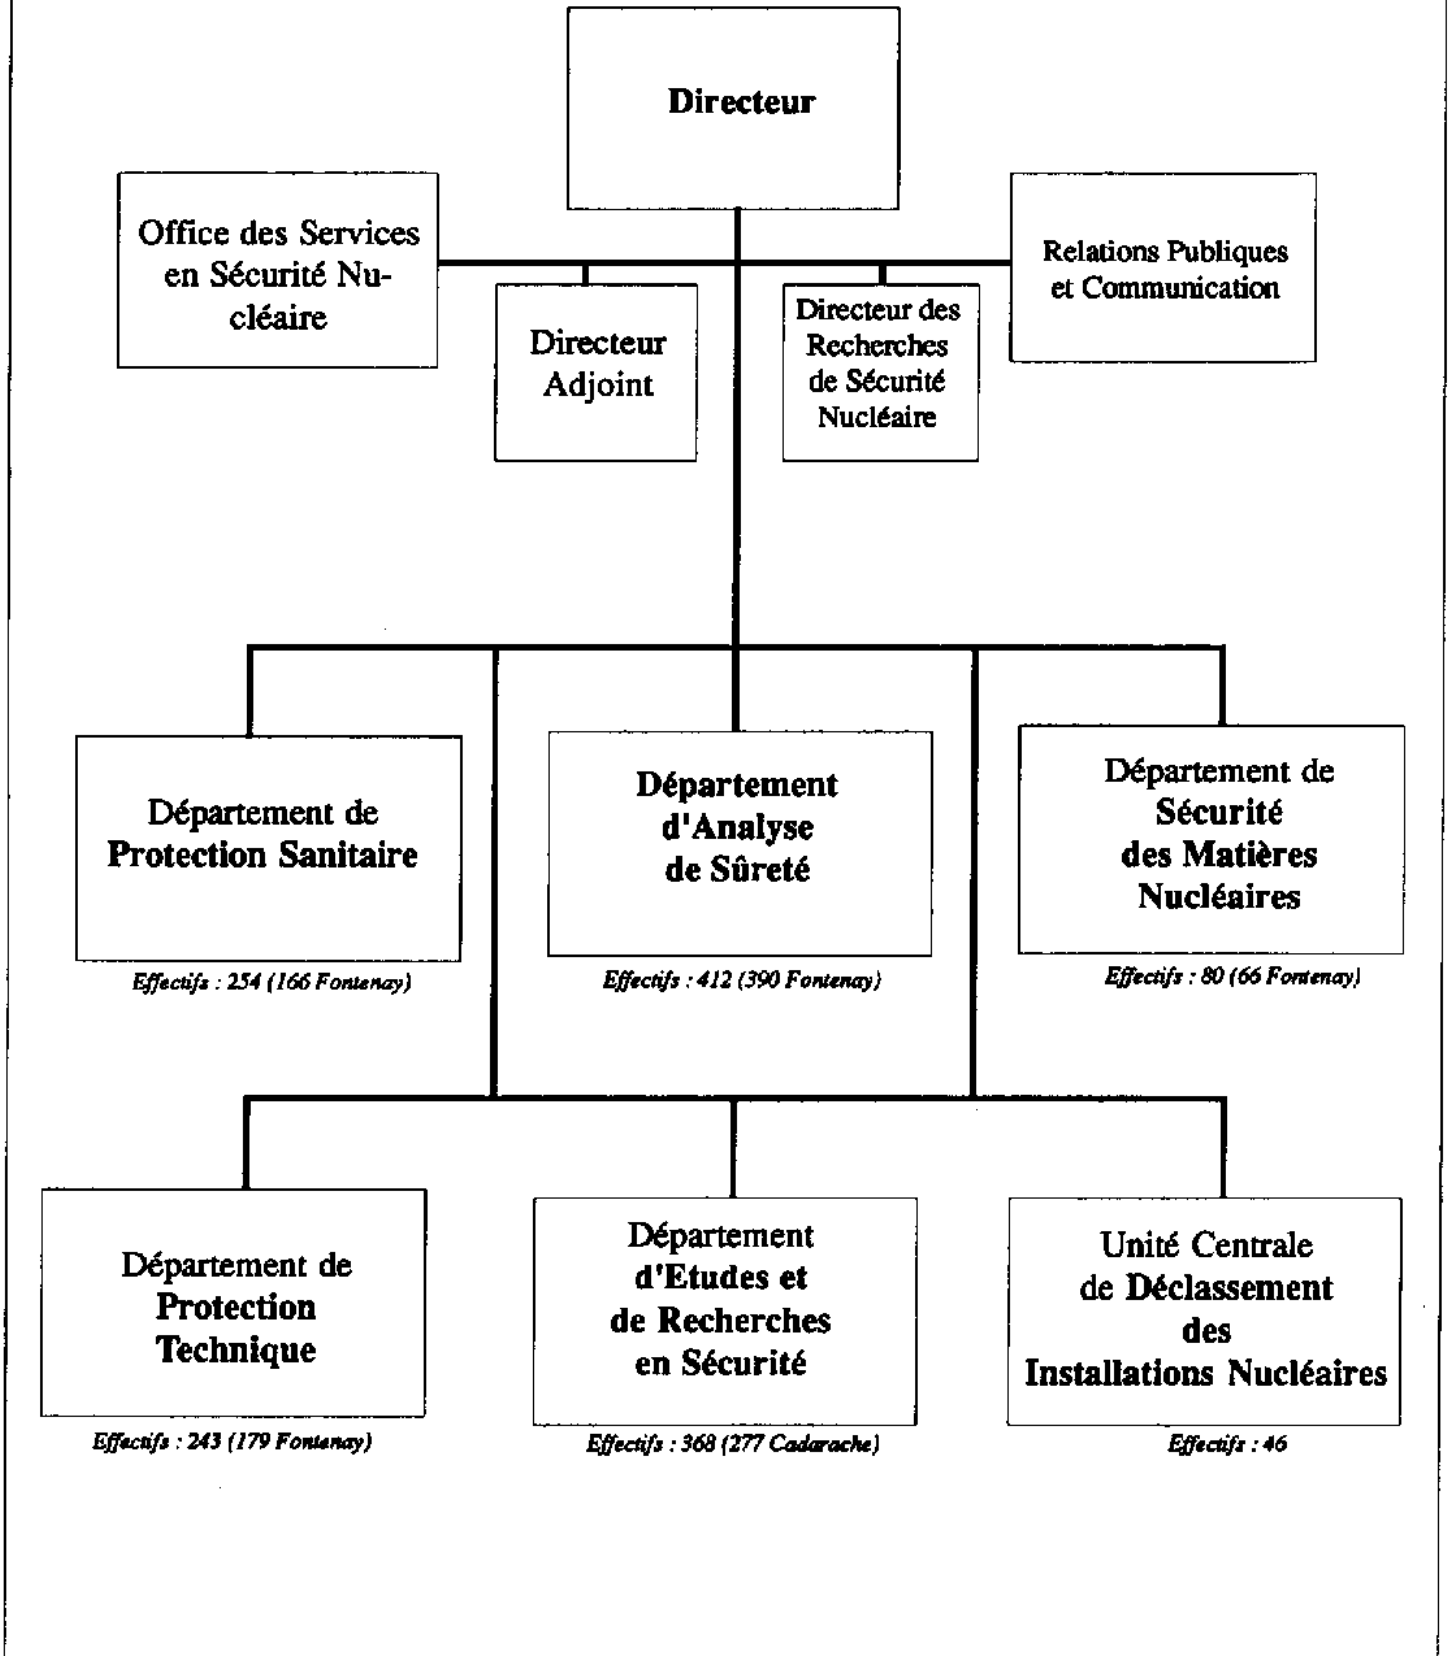 Directeur
Office des Services
en Sécurité Nu-
cléaire
Directeur
Adjoint
Directeur des
Recherches
de Sécurité
Nucléaire
Relations Publiques
et Communication
Département de
Protection Sanitaire
Effectifs : 254 (166 Fontenay)
Département
d'Analyse
de Sûreté
Effectifs : 412 (390 Fontenay)
Département de
Sécurité
des Matières
Nucléaires
Effectifs : 80 (66 Fontenay)
Département de
Protection
Technique
Effectifs : 243 (179 Fontenay)
Département
d'Etudes et
de Recherches
en Sécurité
Effectifs : 368 (277 Cadarache)
Unité Centrale
de Déclassement
des
Installations Nucléaires
Effectifs : 46